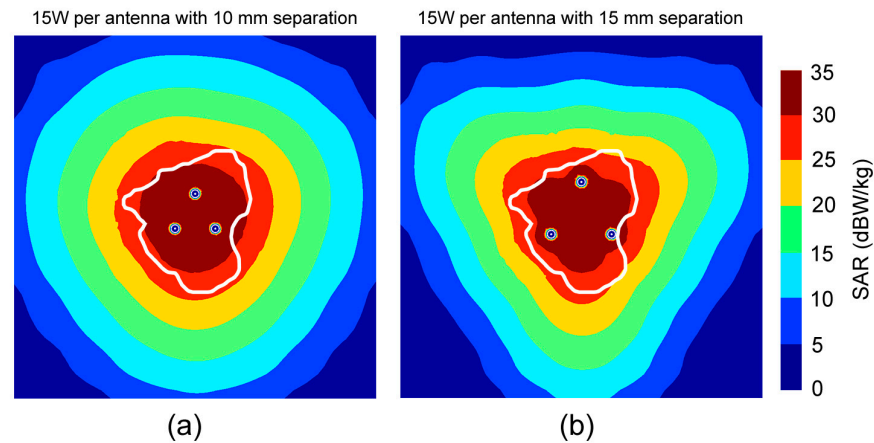 15W per antenna with 10 mm separation
15W per antenna with 15 mm separation
35
30
25
20
15
10
5
0
SAR (dBW/kg)
(a)
(b)